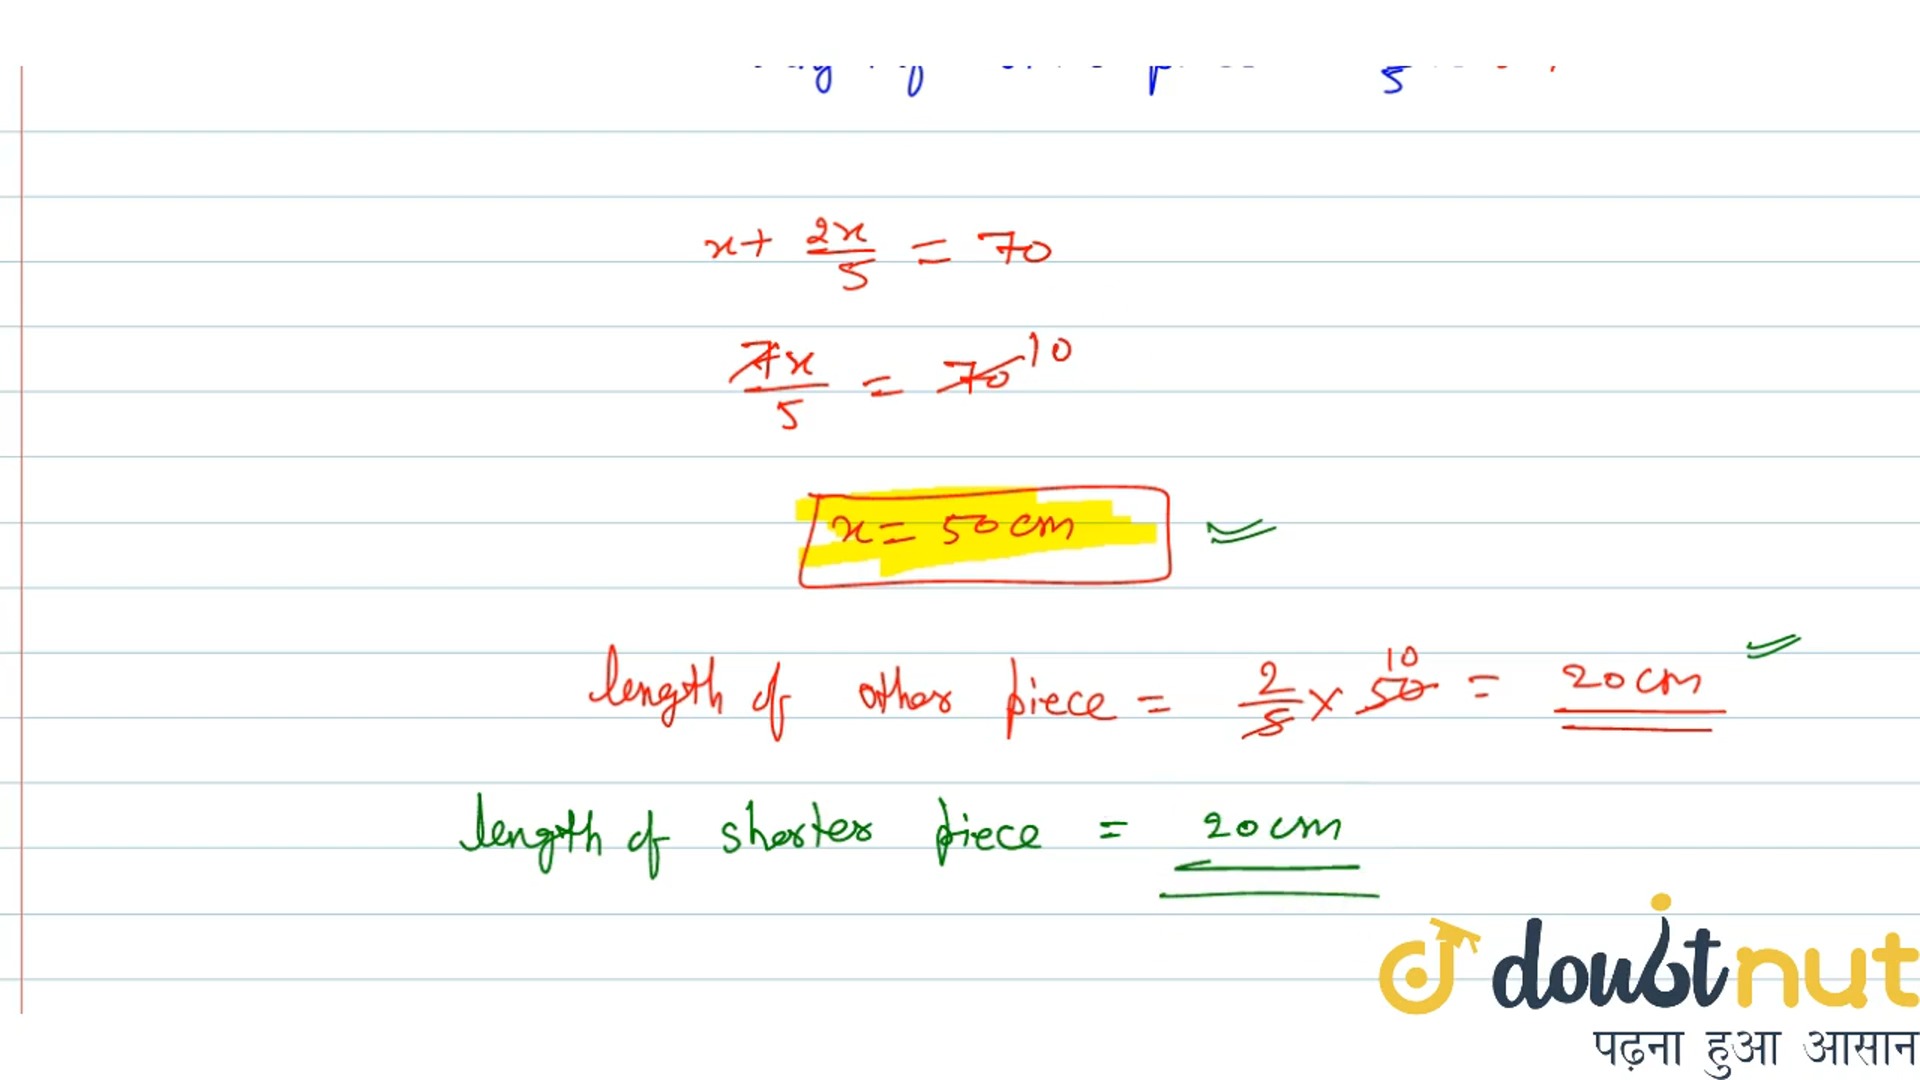 5
x + 2x/5 = 70
7x/5 = 70 10
x = 50 cm
length of other piece = 2/5 × 50 10 = 20 cm
length of shorter piece = 20 cm
doubtnut
पढ़ना हुआ आसान